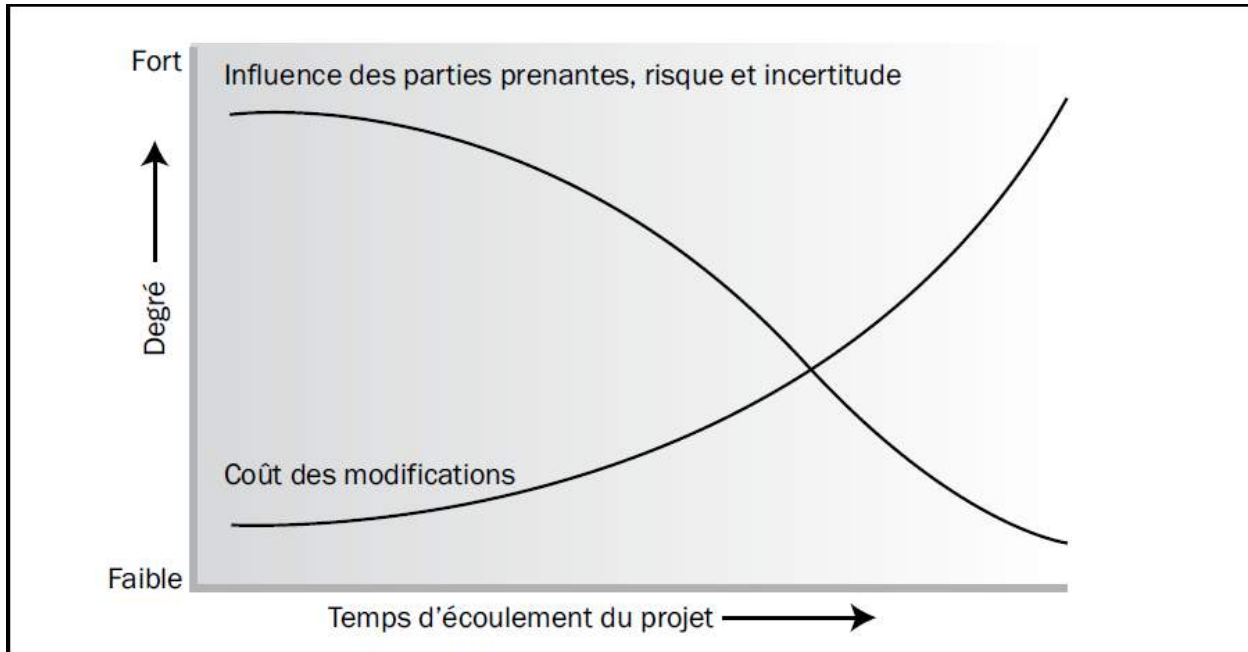 Fort
Influence des parties prenantes, risque et incertitude
Degré
Coût des modifications
Faible
Temps d'écoulement du projet